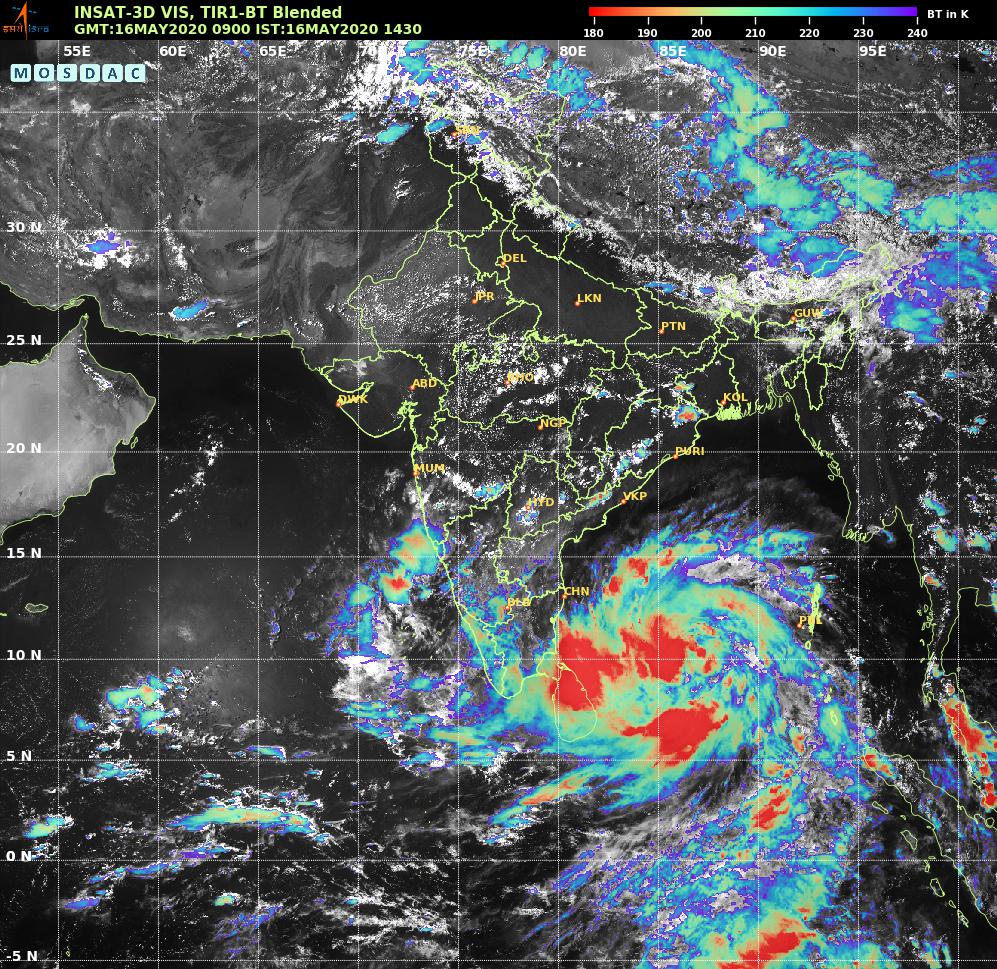 INSAT-3D VIS, TIR1-BT Blended
GMT:16MAY2020 0900 IST:16MAY2020 1430
BT in K
180 190 200 210 220 230 240
55E 60E 65E 70E 75E 80E 85E 90E 95E
MOSDAC
30 N
DEL
JPR LKN
GUW
PTN
25 N
ABD
DWK KOL
NGP
20 N
PURI
MUM
VKP
HYD
15 N
CHN
BLR
10 N
5 N
0 N
-5 N